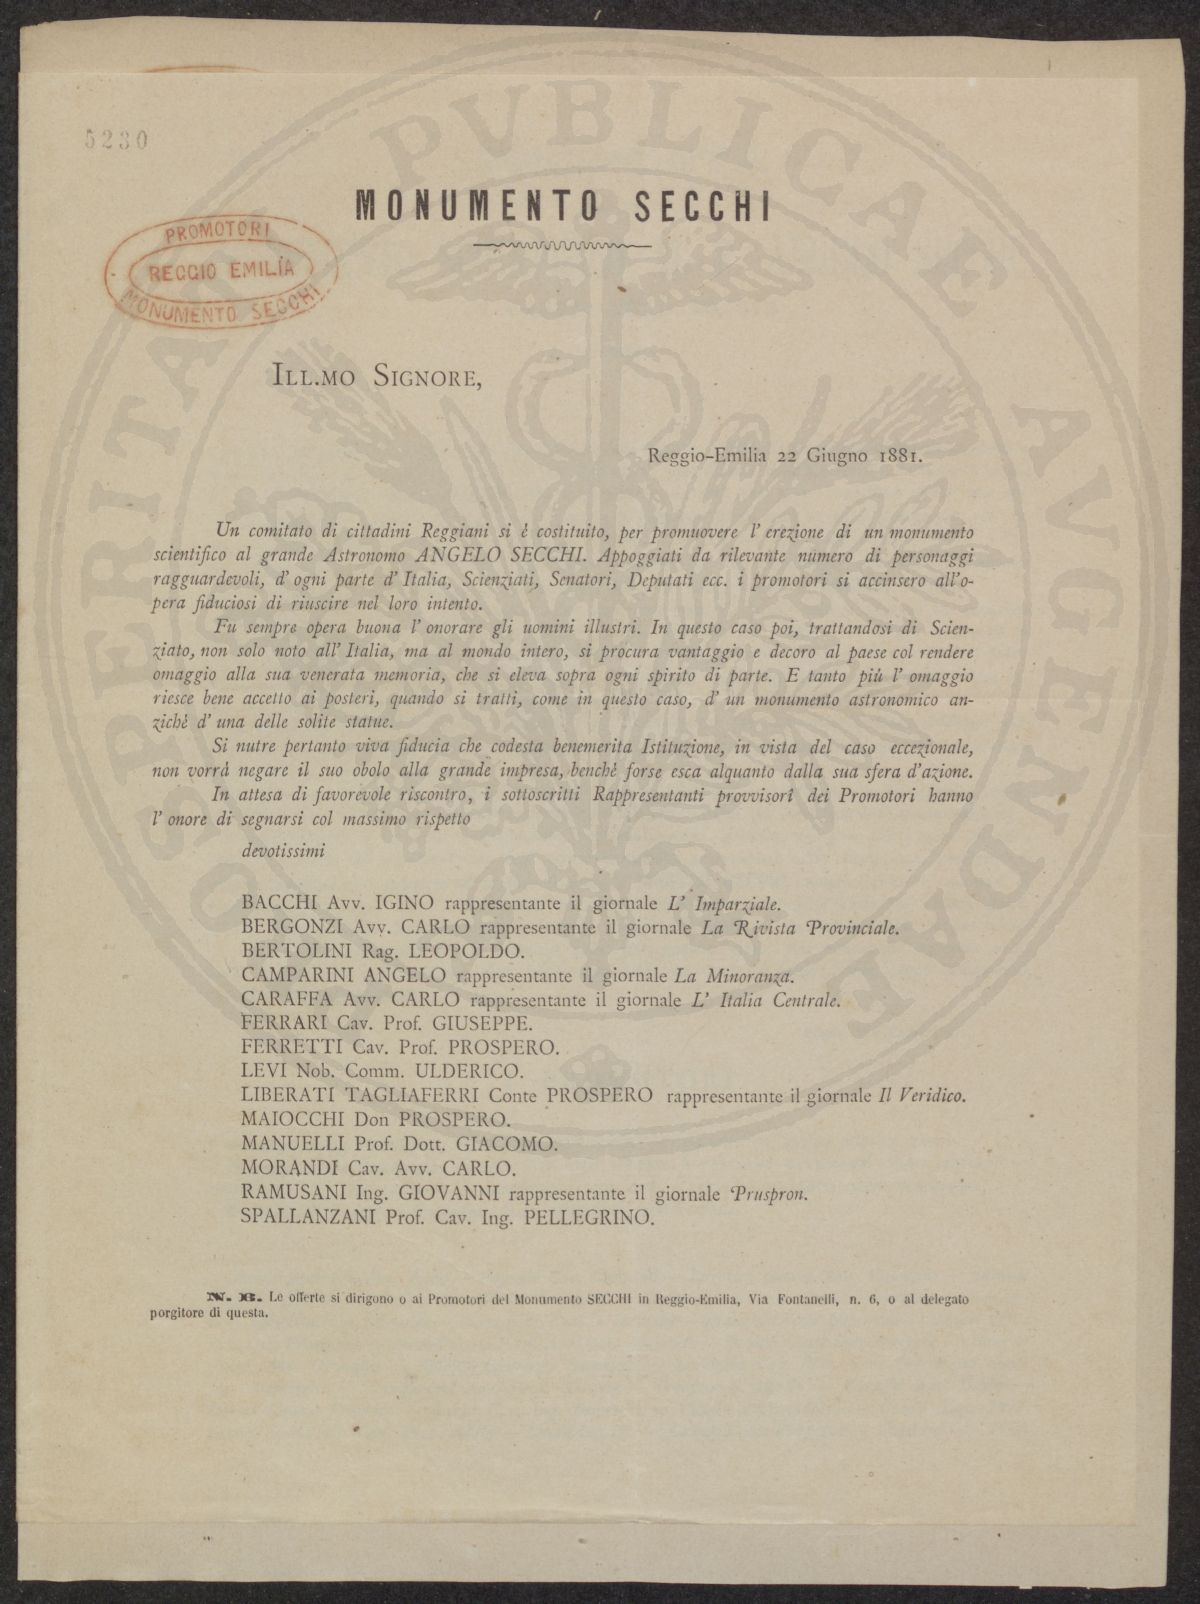 5230
MONUMENTO SECCHI
PROMOTORI
REGGIO EMILIA
MONUMENTO SECCHI
ILL.MO SIGNORE,
Reggio-Emilia 22 Giugno 1881.
Un comitato di cittadini Reggiani si è costituito, per promuovere l' erezione di un monumento
scientifico al grande Astronomo ANGELO SECCHI. Appoggiati da rilevante numero di personaggi
ragguardevoli, d' ogni parte d' Italia, Scienziati, Senatori, Deputati ecc. i promotori si accinsero all'o-
pera fiduciosi di riuscire nel loro intento.
Fu sempre opera buona l' onorare gli uomini illustri. In questo caso poi, trattandosi di Scien-
ziato, non solo noto all' Italia, ma al mondo intero, si procura vantaggio e decoro al paese col rendere
omaggio alla sua venerata memoria, che si eleva sopra ogni spirito di parte. E tanto più l' omaggio
riesce bene accetto ai posteri, quando si tratti, come in questo caso, d' un monumento astronomico an-
zichè d' una delle solite statue.
Si nutre pertanto viva fiducia che codesta benemerita Istituzione, in vista del caso eccezionale,
non vorrà negare il suo obolo alla grande impresa, benchè forse esca alquanto dalla sua sfera d'azione.
In attesa di favorevole riscontro, i sottoscritti Rappresentanti provvisorî dei Promotori hanno
l' onore di segnarsi col massimo rispetto
devotissimi
BACCHI Avv. IGINO rappresentante il giornale L' Imparziale.
BERGONZI Avv. CARLO rappresentante il giornale La Rivista Provinciale.
BERTOLINI Rag. LEOPOLDO.
CAMPARINI ANGELO rappresentante il giornale La Minoranza.
CARAFFA Avv. CARLO rappresentante il giornale L' Italia Centrale.
FERRARI Cav. Prof. GIUSEPPE.
FERRETTI Cav. Prof. PROSPERO.
LEVI Nob. Comm. ULDERICO.
LIBERATI TAGLIAFERRI Conte PROSPERO rappresentante il giornale Il Veridico.
MAIOCCHI Don PROSPERO.
MANUELLI Prof. Dott. GIACOMO.
MORANDI Cav. Avv. CARLO.
RAMUSANI Ing. GIOVANNI rappresentante il giornale Pruspron.
SPALLANZANI Prof. Cav. Ing. PELLEGRINO.
N. B. Le offerte si dirigono o ai Promotori del Monumento SECCHI in Reggio-Emilia, Via Fontanelli, n. 6, o al delegato
porgitore di questa.
PROSPERITATI PVBLICAE AVGENDAE